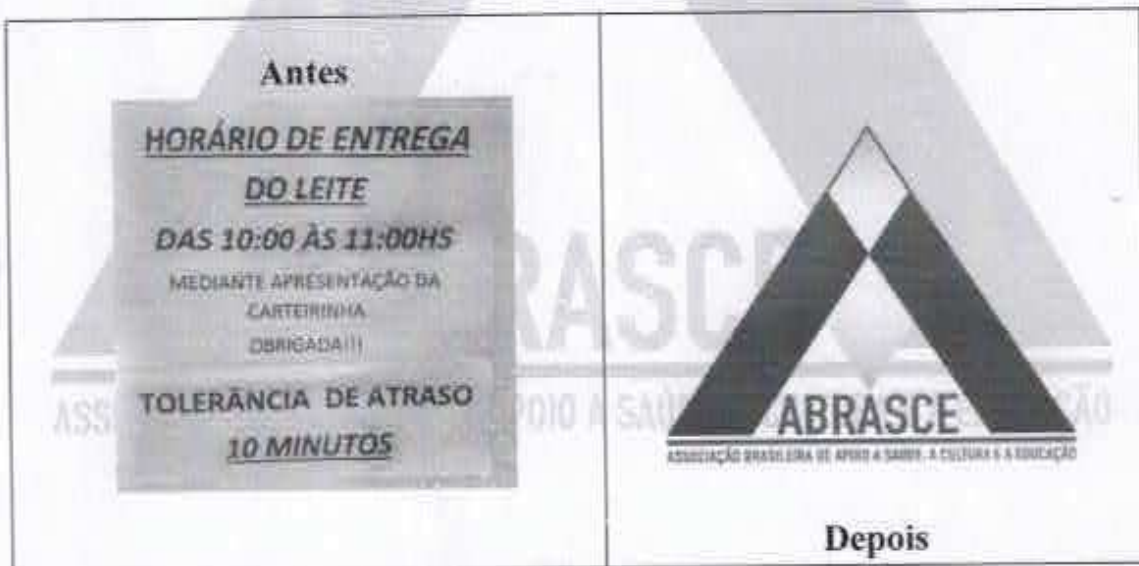 Antes
HORÁRIO DE ENTREGA
DO LEITE
DAS 10:00 ÀS 11:00HS
MEDIANTE APRESENTAÇÃO DA
CARTEIRINHA
OBRIGADA!!!
TOLERÂNCIA DE ATRASO
10 MINUTOS
ABRASCE
ASSOCIAÇÃO BRASILEIRA DE APOIO A SAÚDE, A CULTURA E A EDUCAÇÃO
Depois